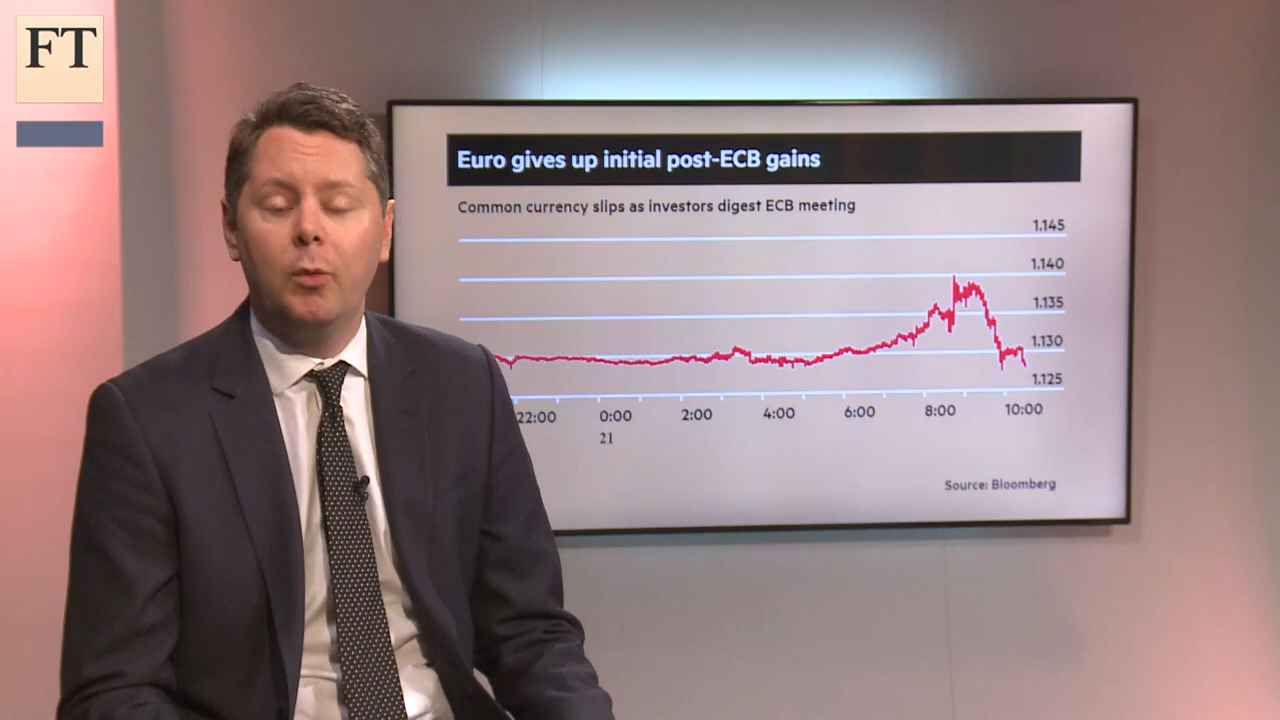 FT
Euro gives up initial post-ECB gains
Common currency slips as investors digest ECB meeting
1.145
1.140
1.135
1.130
1.125
22:00 0:00 2:00 4:00 6:00 8:00 10:00
21
Source: Bloomberg